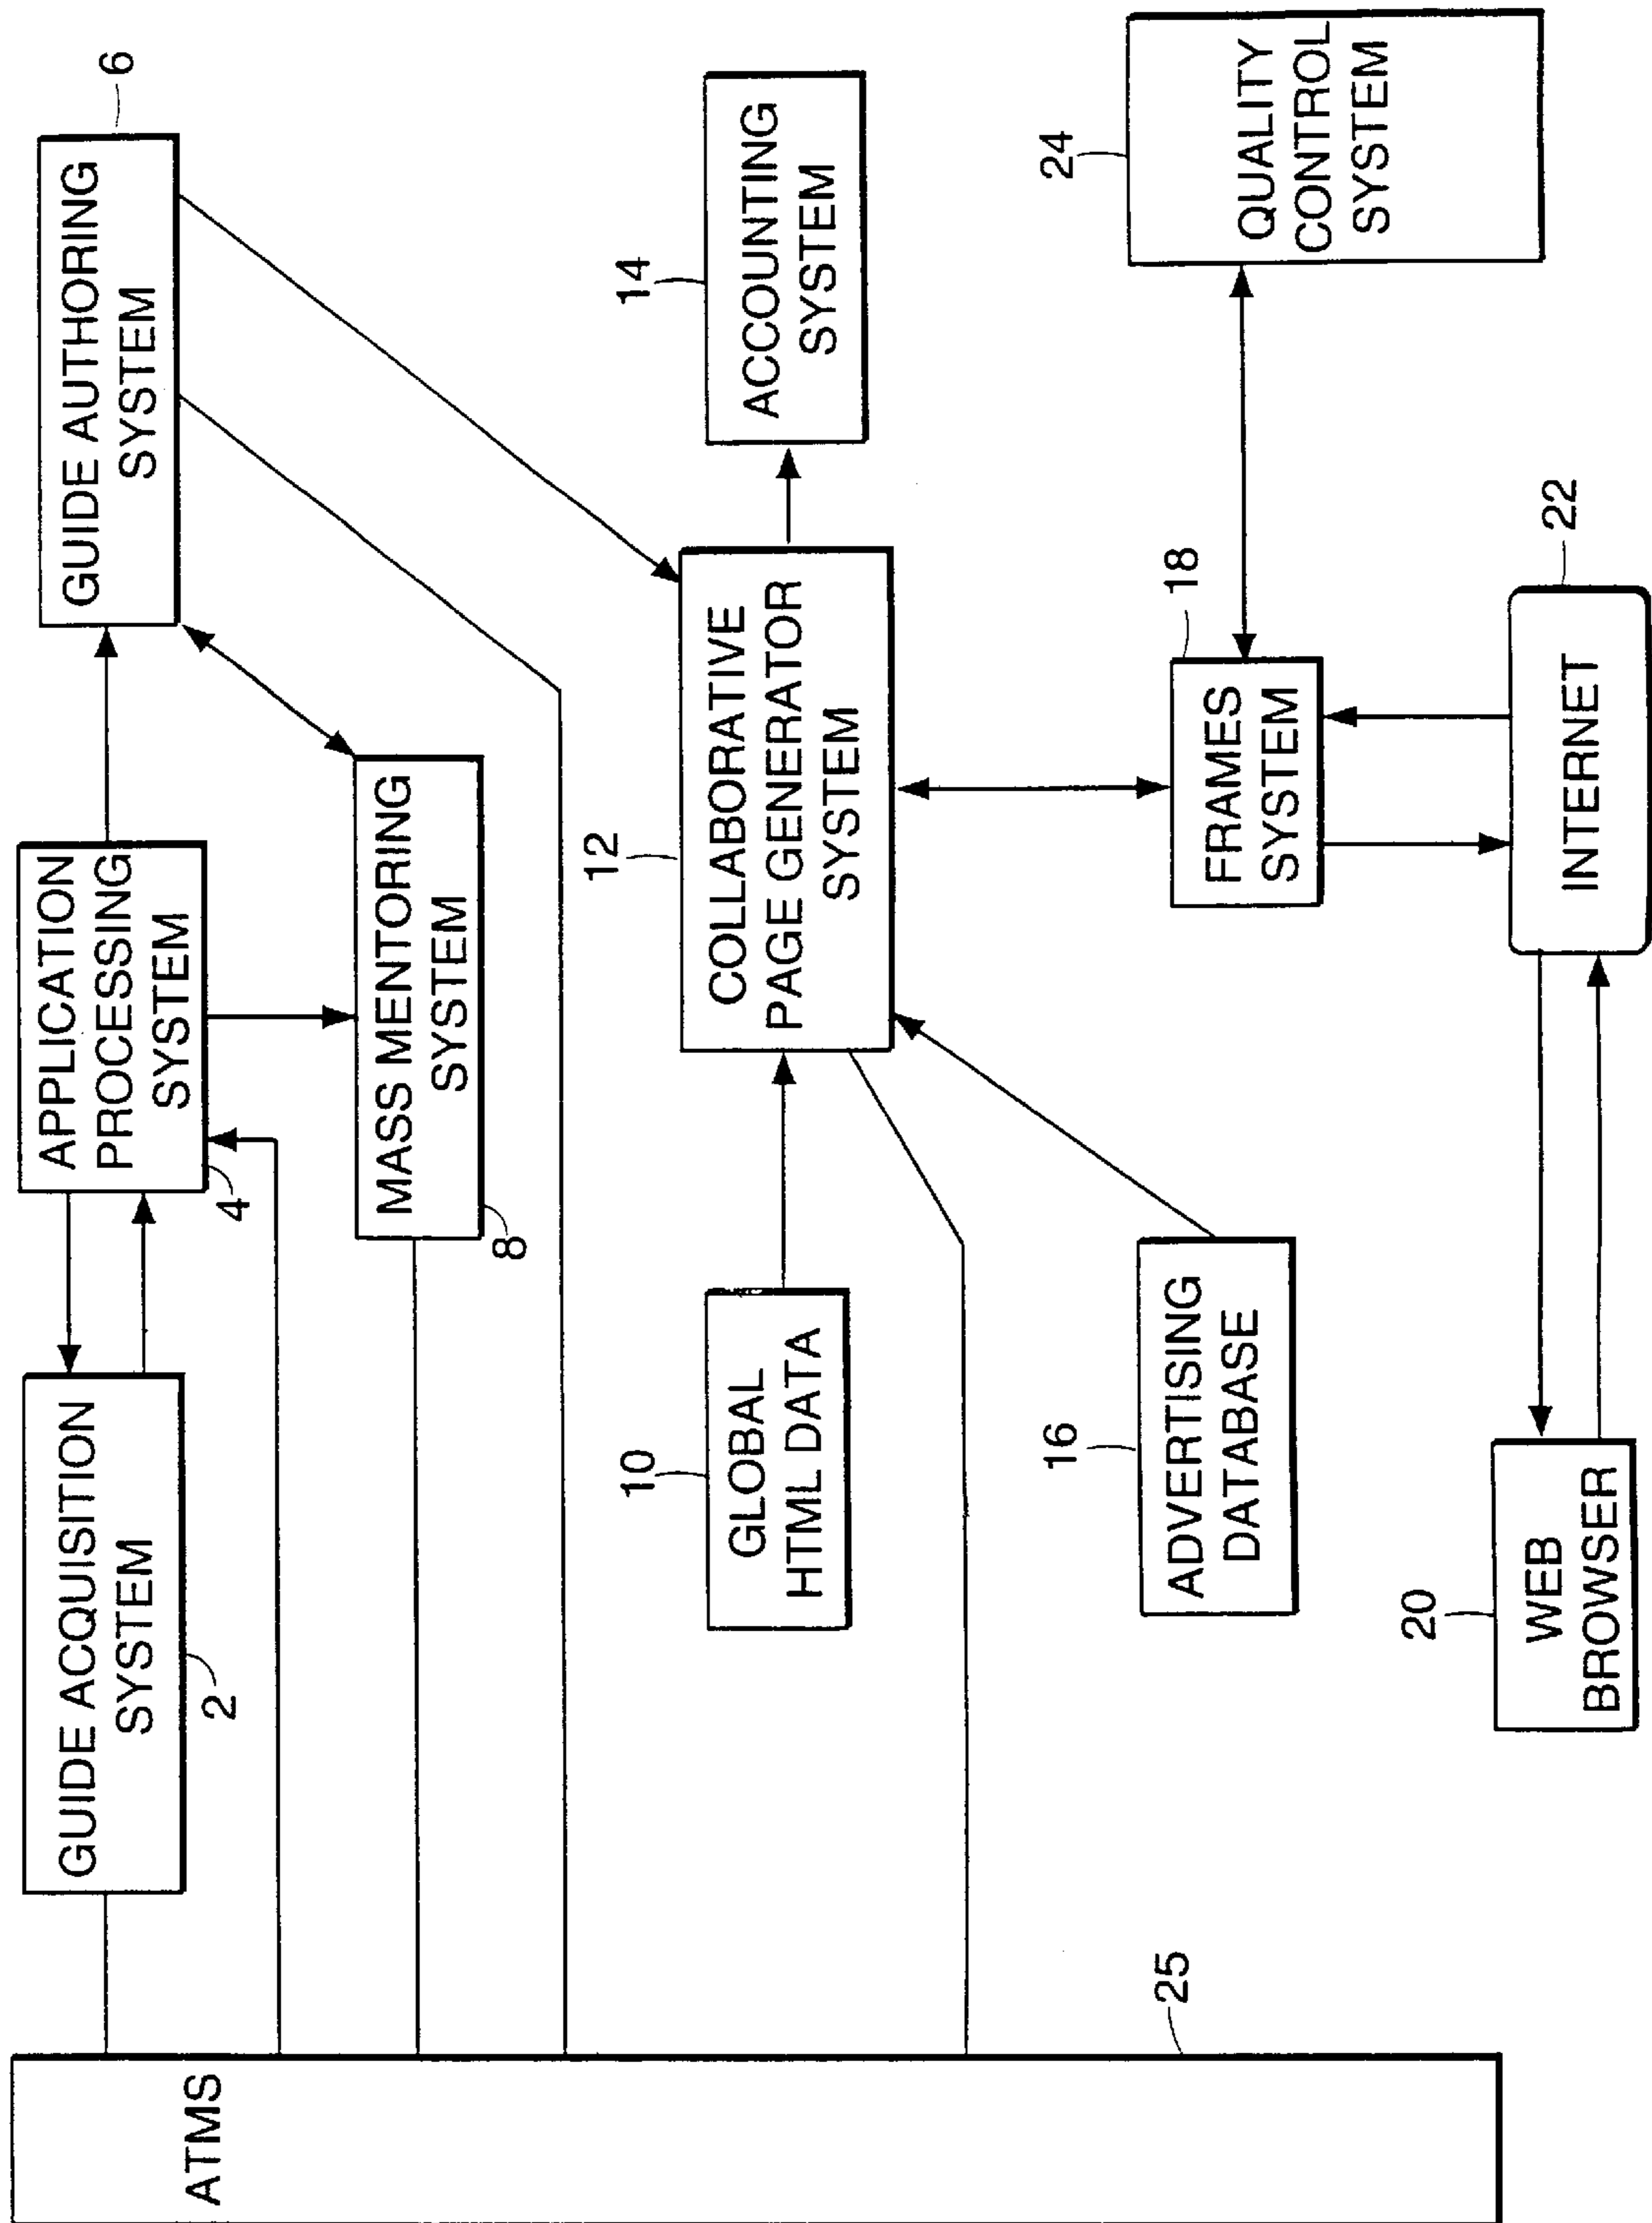 ATMS
25
GUIDE ACQUISITION
SYSTEM
2
APPLICATION
PROCESSING
SYSTEM
4
GUIDE AUTHORING
SYSTEM
6
MASS MENTORING
SYSTEM
8
GLOBAL
HTML DATA
10
COLLABORATIVE
PAGE GENERATOR
SYSTEM
12
ACCOUNTING
SYSTEM
14
ADVERTISING
DATABASE
16
FRAMES
SYSTEM
18
QUALITY
CONTROL
SYSTEM
24
WEB
BROWSER
20
INTERNET
22